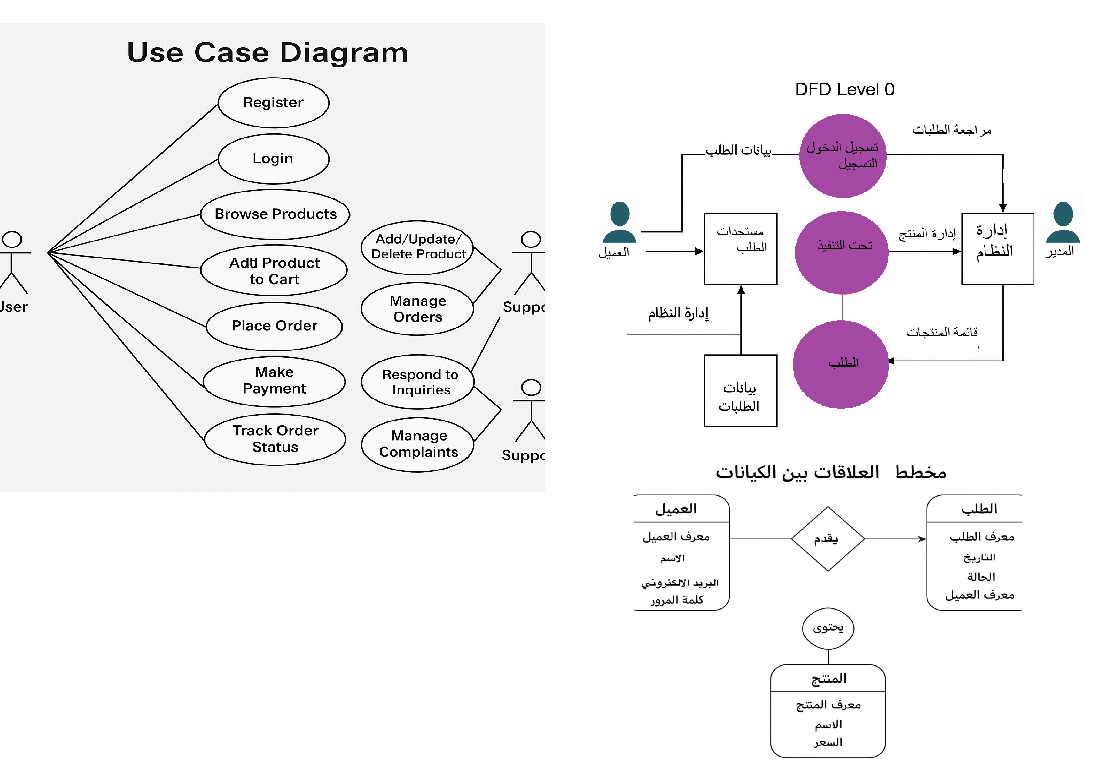 Use Case Diagram
Register
Login
Browse Products
Add Product
to Cart
Place Order
Make
Payment
Track Order
Status
User
Add/Update/
Delete Product
Manage
Orders
Respond to
Inquiries
Manage
Complaints
Suppo
Suppo
DFD Level 0
مراجعة الطلبات
تسجيل الدخول
التسجيل
بيانات الطلب
العميل
مستحدات
الطلب
تحت التنفيذ
إدارة المنتج
إدارة
النظام
المدير
إدارة النظام
قائمة المنتجات
الطلب
بيانات
الطلبات
مخطط العلاقات بين الكيانات
العميل
معرف العميل
الاسم
البريد الالكتروني
كلمة المرور
يقدم
الطلب
معرف الطلب
التاريخ
الحالة
معرف العميل
يحتوى
المنتج
معرف المنتج
الاسم
السعر